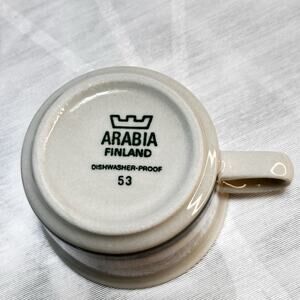 ARABIA
FINLAND
DISHWASHER-PROOF
53